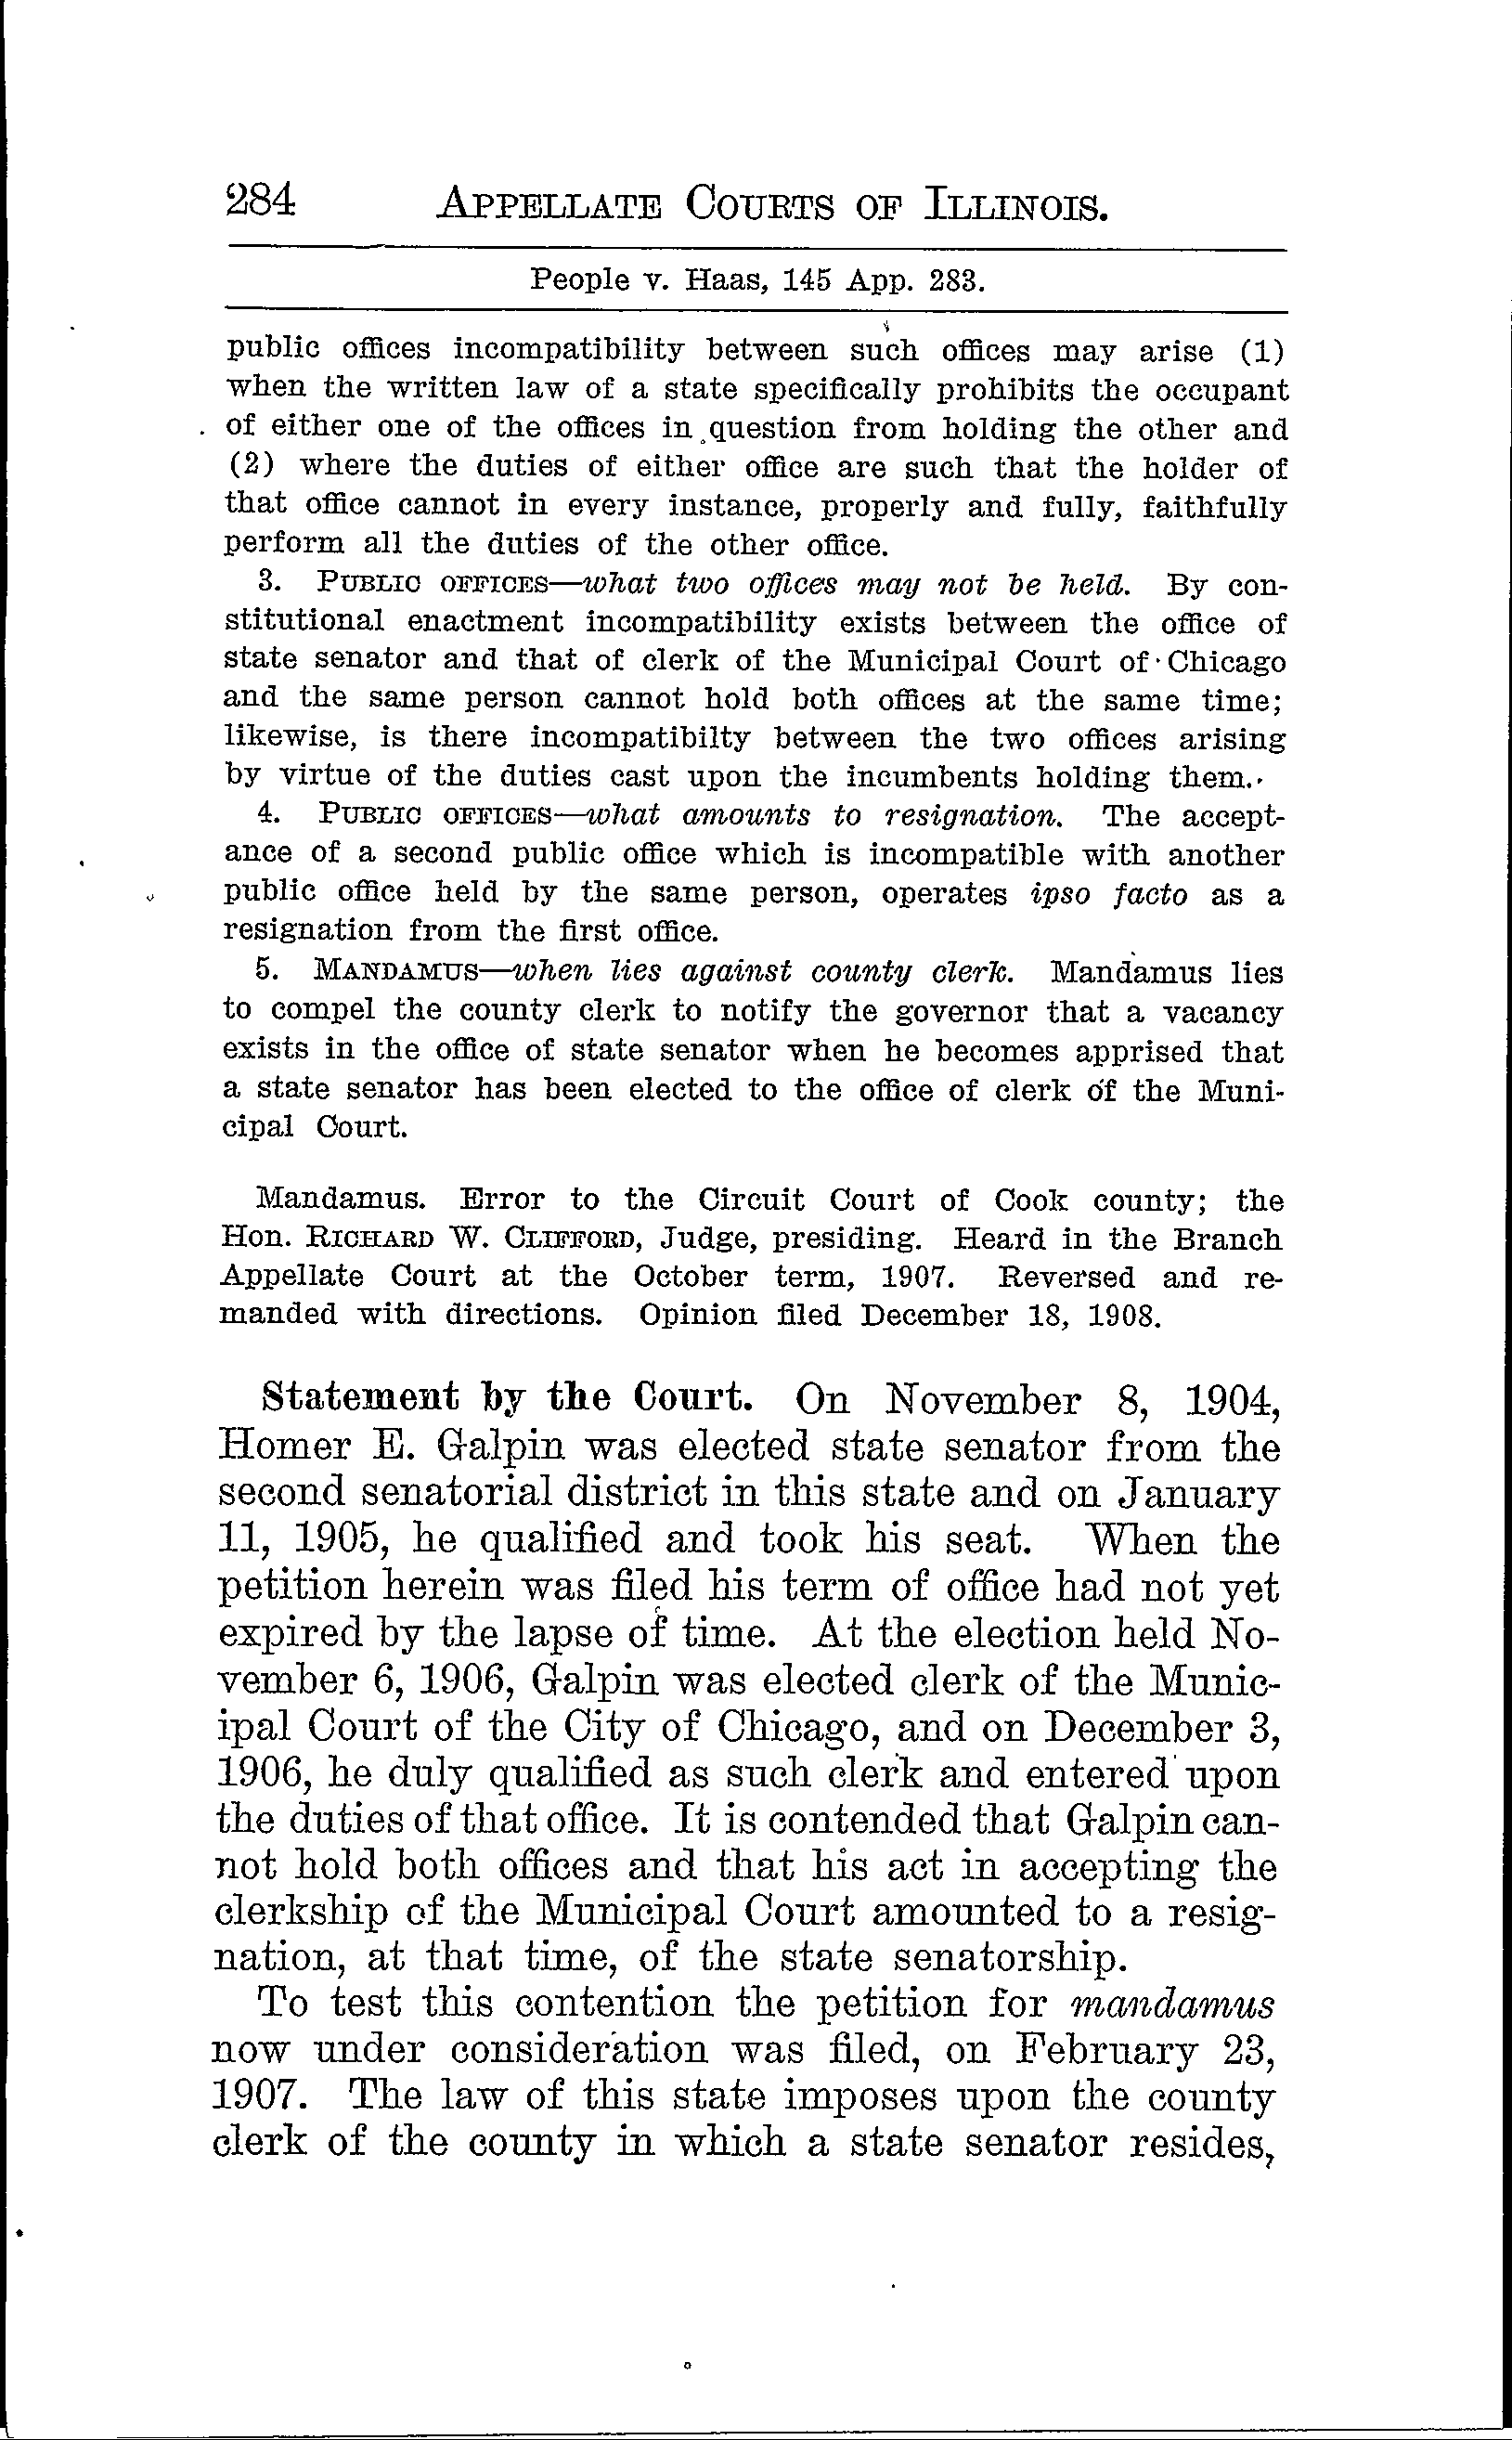 284 APPELLATE COURTS OF ILLINOIS.
People v. Haas, 145 App. 283.
public offices incompatibility between such offices may arise (1)
when the written law of a state specifically prohibits the occupant
of either one of the offices in question from holding the other and
(2) where the duties of either office are such that the holder of
that office cannot in every instance, properly and fully, faithfully
perform all the duties of the other office.
3. PUBLIC OFFICES—what two offices may not be held. By con-
stitutional enactment incompatibility exists between the office of
state senator and that of clerk of the Municipal Court of Chicago
and the same person cannot hold both offices at the same time;
likewise, is there incompatibilty between the two offices arising
by virtue of the duties cast upon the incumbents holding them.
4. PUBLIC OFFICES—what amounts to resignation. The accept-
ance of a second public office which is incompatible with another
public office held by the same person, operates ipso facto as a
resignation from the first office.
5. MANDAMUS—when lies against county clerk. Mandamus lies
to compel the county clerk to notify the governor that a vacancy
exists in the office of state senator when he becomes apprised that
a state senator has been elected to the office of clerk of the Muni-
cipal Court.
Mandamus. Error to the Circuit Court of Cook county; the
Hon. RICHARD W. CLIFFORD, Judge, presiding. Heard in the Branch
Appellate Court at the October term, 1907. Reversed and re-
manded with directions. Opinion filed December 18, 1908.
Statement by the Court. On November 8, 1904,
Homer E. Galpin was elected state senator from the
second senatorial district in this state and on January
11, 1905, he qualified and took his seat. When the
petition herein was filed his term of office had not yet
expired by the lapse of time. At the election held No-
vember 6, 1906, Galpin was elected clerk of the Munic-
ipal Court of the City of Chicago, and on December 3,
1906, he duly qualified as such clerk and entered upon
the duties of that office. It is contended that Galpin can-
not hold both offices and that his act in accepting the
clerkship of the Municipal Court amounted to a resig-
nation, at that time, of the state senatorship.
To test this contention the petition for mandamus
now under consideration was filed, on February 23,
1907. The law of this state imposes upon the county
clerk of the county in which a state senator resides,